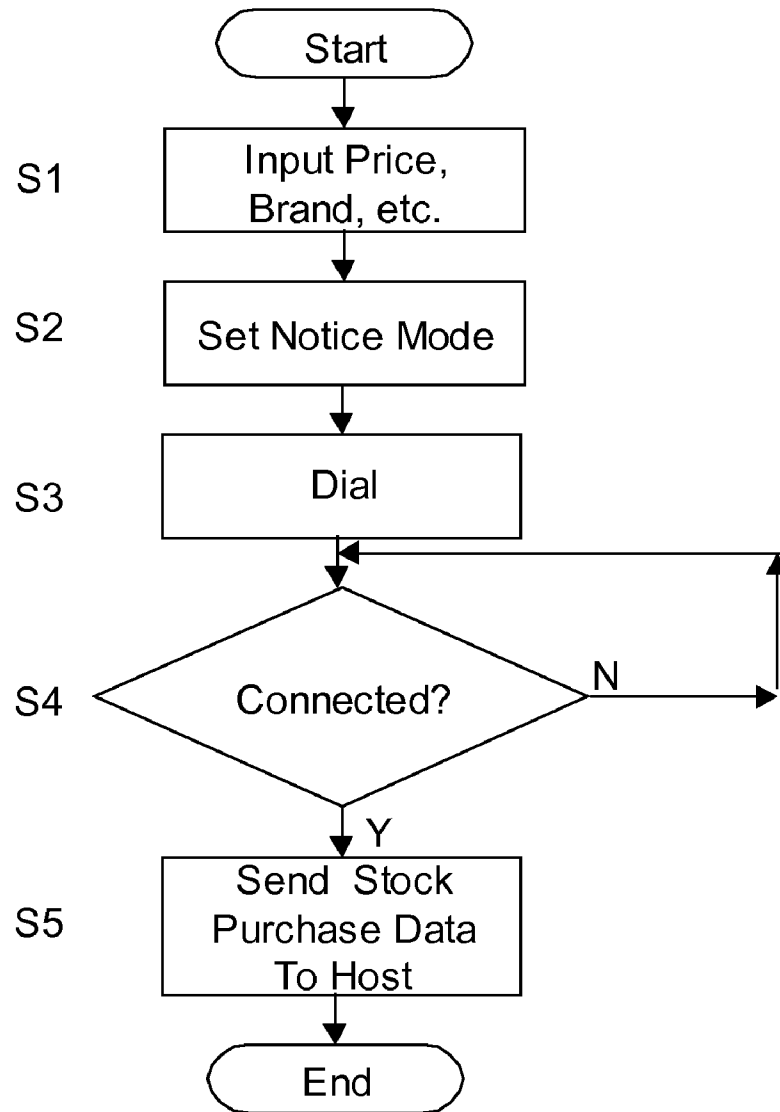 Start
S1
Input Price,
Brand, etc.
S2
Set Notice Mode
S3
Dial
S4
Connected?
N
Y
S5
Send Stock
Purchase Data
To Host
End